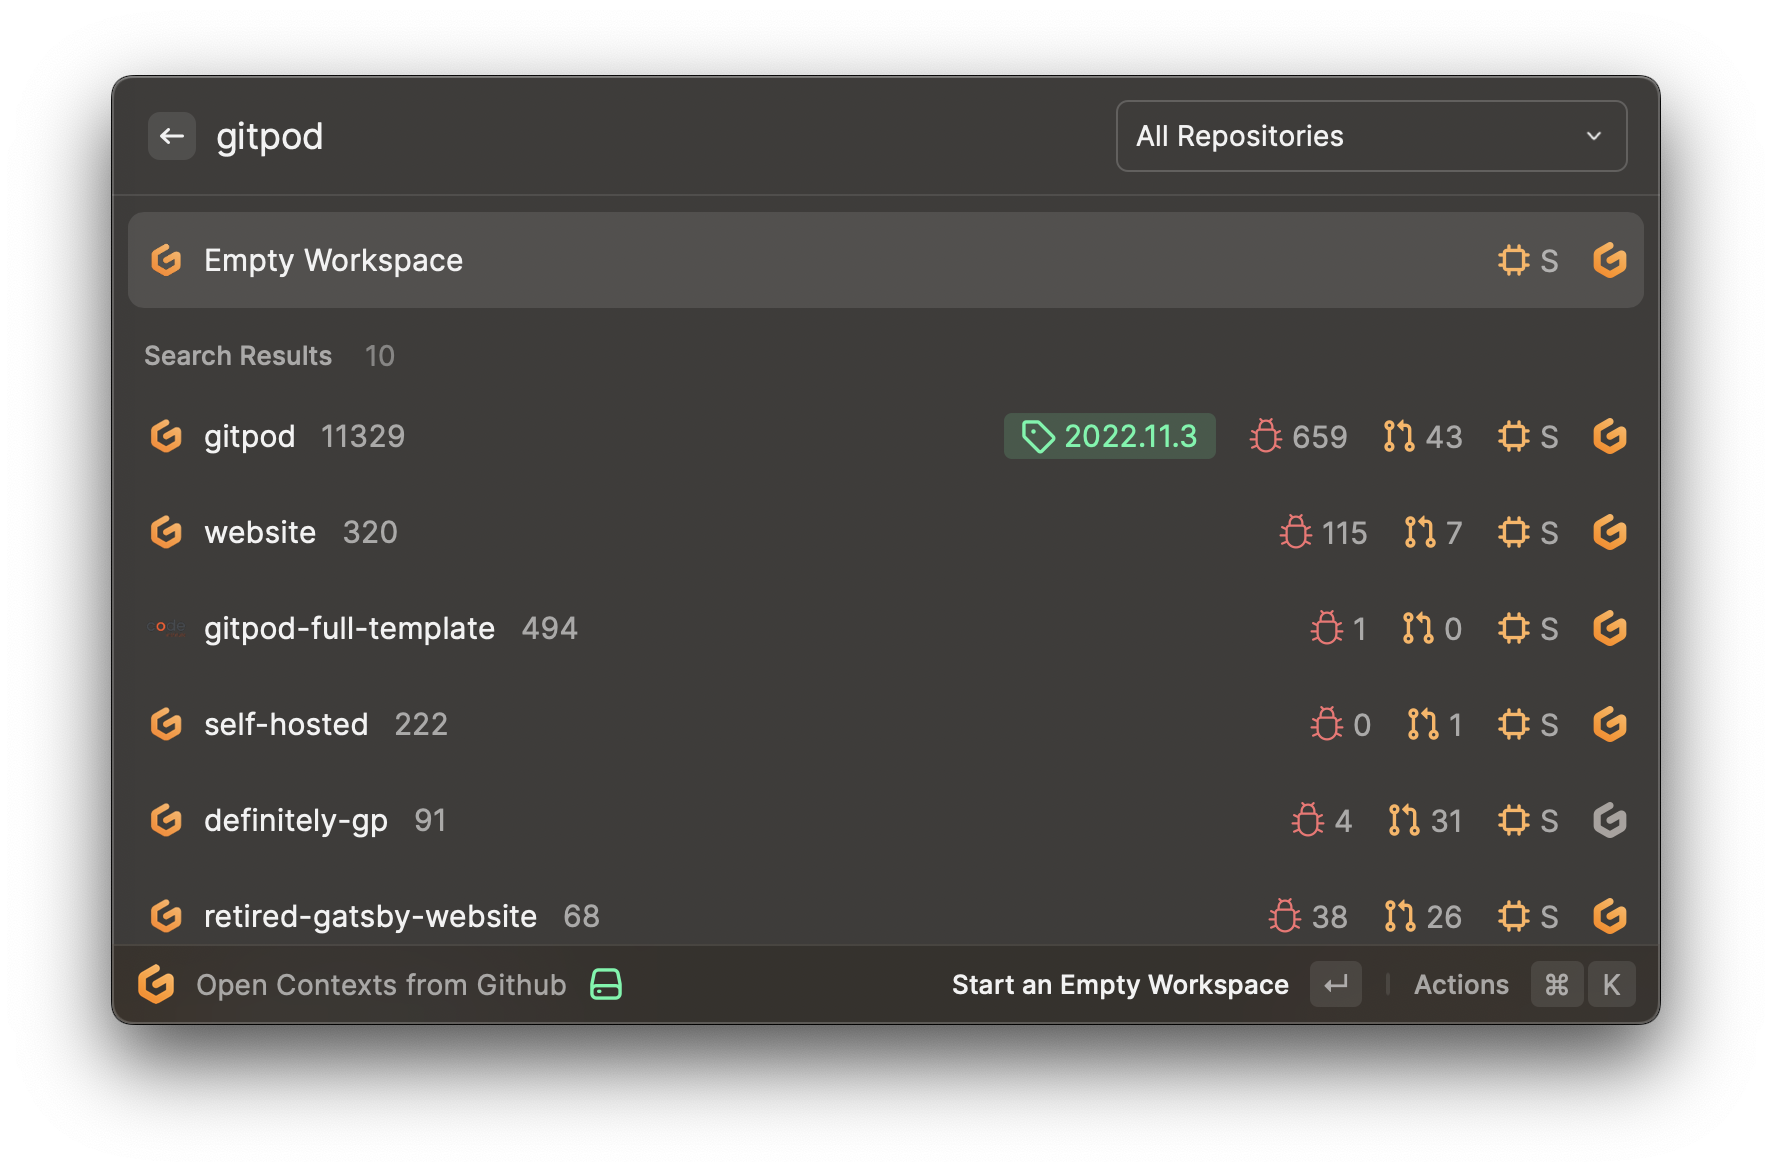 gitpod All Repositories
Empty Workspace S
Search Results 10
gitpod 11329 2022.11.3 659 43 S
website 320 115 7 S
code gitpod-full-template 494 1 0 S
self-hosted 222 0 1 S
definitely-gp 91 4 31 S
retired-gatsby-website 68 38 26 S
Open Contexts from Github Start an Empty Workspace ↵ Actions ⌘ K